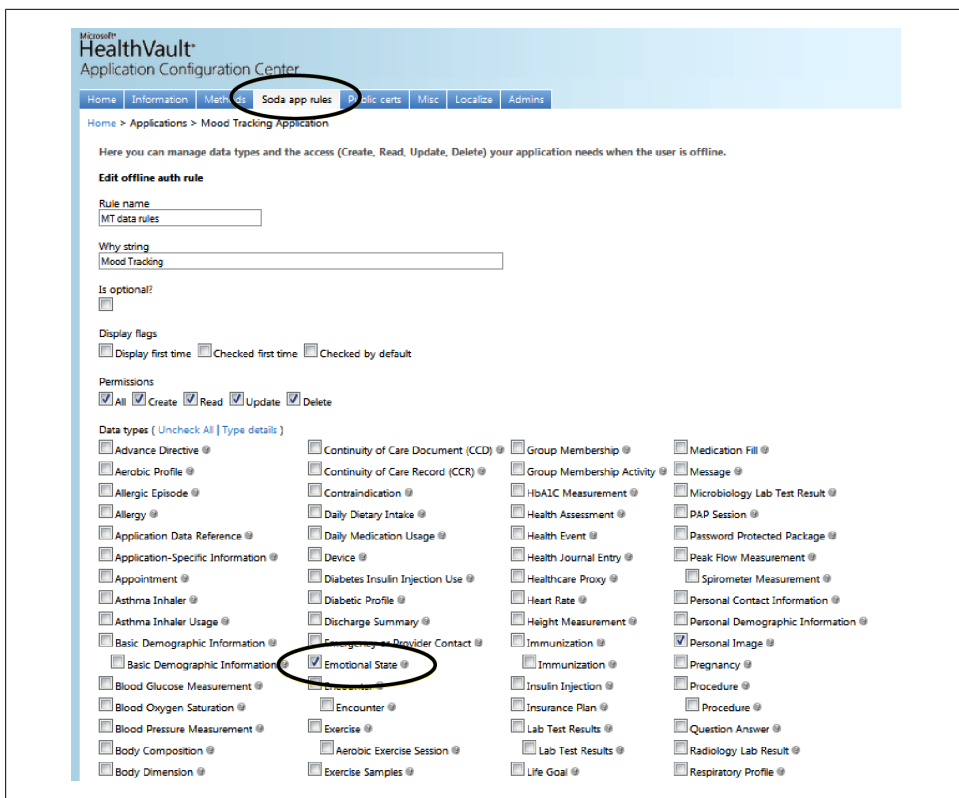 Microsoft®
HealthVault
Application Configuration Center
Home Information Methods Soda app rules Public certs Misc Localize Admins
Home > Applications > Mood Tracking Application
Here you can manage data types and the access (Create, Read, Update, Delete) your application needs when the user is offline.
Edit offline auth rule
Rule name
MT data rules
Why string
Mood Tracking
Is optional?
Display flags
Display first time Checked first time Checked by default
Permissions
All Create Read Update Delete
Data types ( Uncheck All | Type details )
Advance Directive Continuity of Care Document (CCD) Group Membership Medication Fill
Aerobic Profile Continuity of Care Record (CCR) Group Membership Activity Message
Allergic Episode Contraindication HbA1C Measurement Microbiology Lab Test Result
Allergy Daily Dietary Intake Health Assessment PAP Session
Application Data Reference Daily Medication Usage Health Event Password Protected Package
Application-Specific Information Device Health Journal Entry Peak Flow Measurement
Appointment Diabetes Insulin Injection Use Healthcare Proxy Spirometer Measurement
Asthma Inhaler Diabetic Profile Heart Rate Personal Contact Information
Asthma Inhaler Usage Discharge Summary Height Measurement Personal Demographic Information
Basic Demographic Information Emergency or Provider Contact Immunization Personal Image
Basic Demographic Information Emotional State Immunization Pregnancy
Blood Glucose Measurement Encounter Insulin Injection Procedure
Blood Oxygen Saturation Encounter Insurance Plan Procedure
Blood Pressure Measurement Exercise Lab Test Results Question Answer
Body Composition Aerobic Exercise Session Lab Test Results Radiology Lab Result
Body Dimension Exercise Samples Life Goal Respiratory Profile